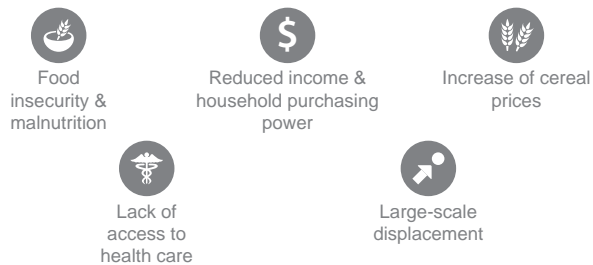 Food
insecurity &
malnutrition
Reduced income &
household purchasing
power
Increase of cereal
prices
Lack of
access to
health care
Large-scale
displacement